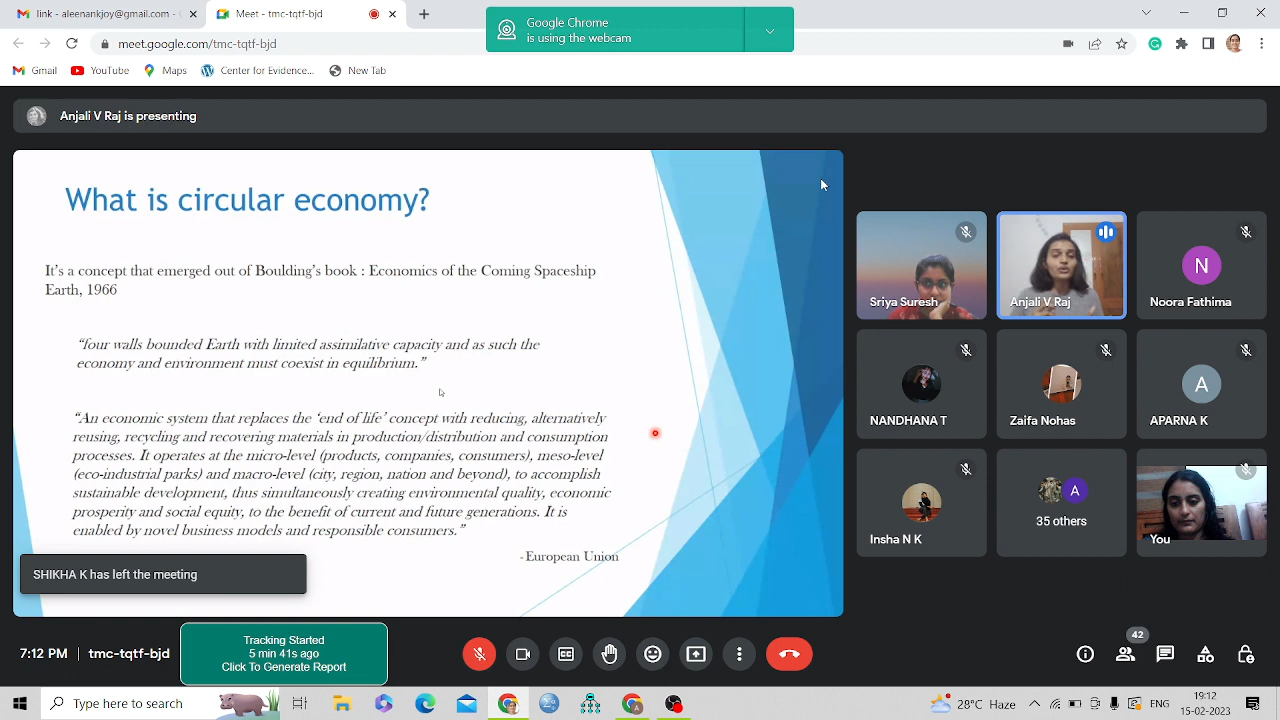 link - aleenankjoy@gmail.com -
Meet - tmc-tqtf-bjd
Google Chrome
is using the webcam
meet.google.com/tmc-tqtf-bjd
Gmail
YouTube
Maps
Center for Evidence...
New Tab
Anjali V Raj is presenting
What is circular economy?
It's a concept that emerged out of Boulding's book : Economics of the Coming Spaceship
Earth, 1966
“four walls bounded Earth with limited assimilative capacity and as such the
economy and environment must coexist in equilibrium.”
“An economic system that replaces the ‘end of life’ concept with reducing, alternatively
reusing, recycling and recovering materials in production/distribution and consumption
processes. It operates at the micro-level (products, companies, consumers), meso-level
(eco-industrial parks) and macro-level (city, region, nation and beyond), to accomplish
sustainable development, thus simultaneously creating environmental quality, economic
prosperity and social equity, to the benefit of current and future generations. It is
enabled by novel business models and responsible consumers.”
- European Union
SHIKHA K has left the meeting
Sriya Suresh
Anjali V Raj
N
Noora Fathima
NANDHANA T
Zaifa Nohas
A
APARNA K
Insha N K
A
35 others
You
7:12 PM
tmc-tqtf-bjd
Tracking Started
5 min 41s ago
Click To Generate Report
42
Type here to search
A
28°C Haze
19:12
15-02-2023